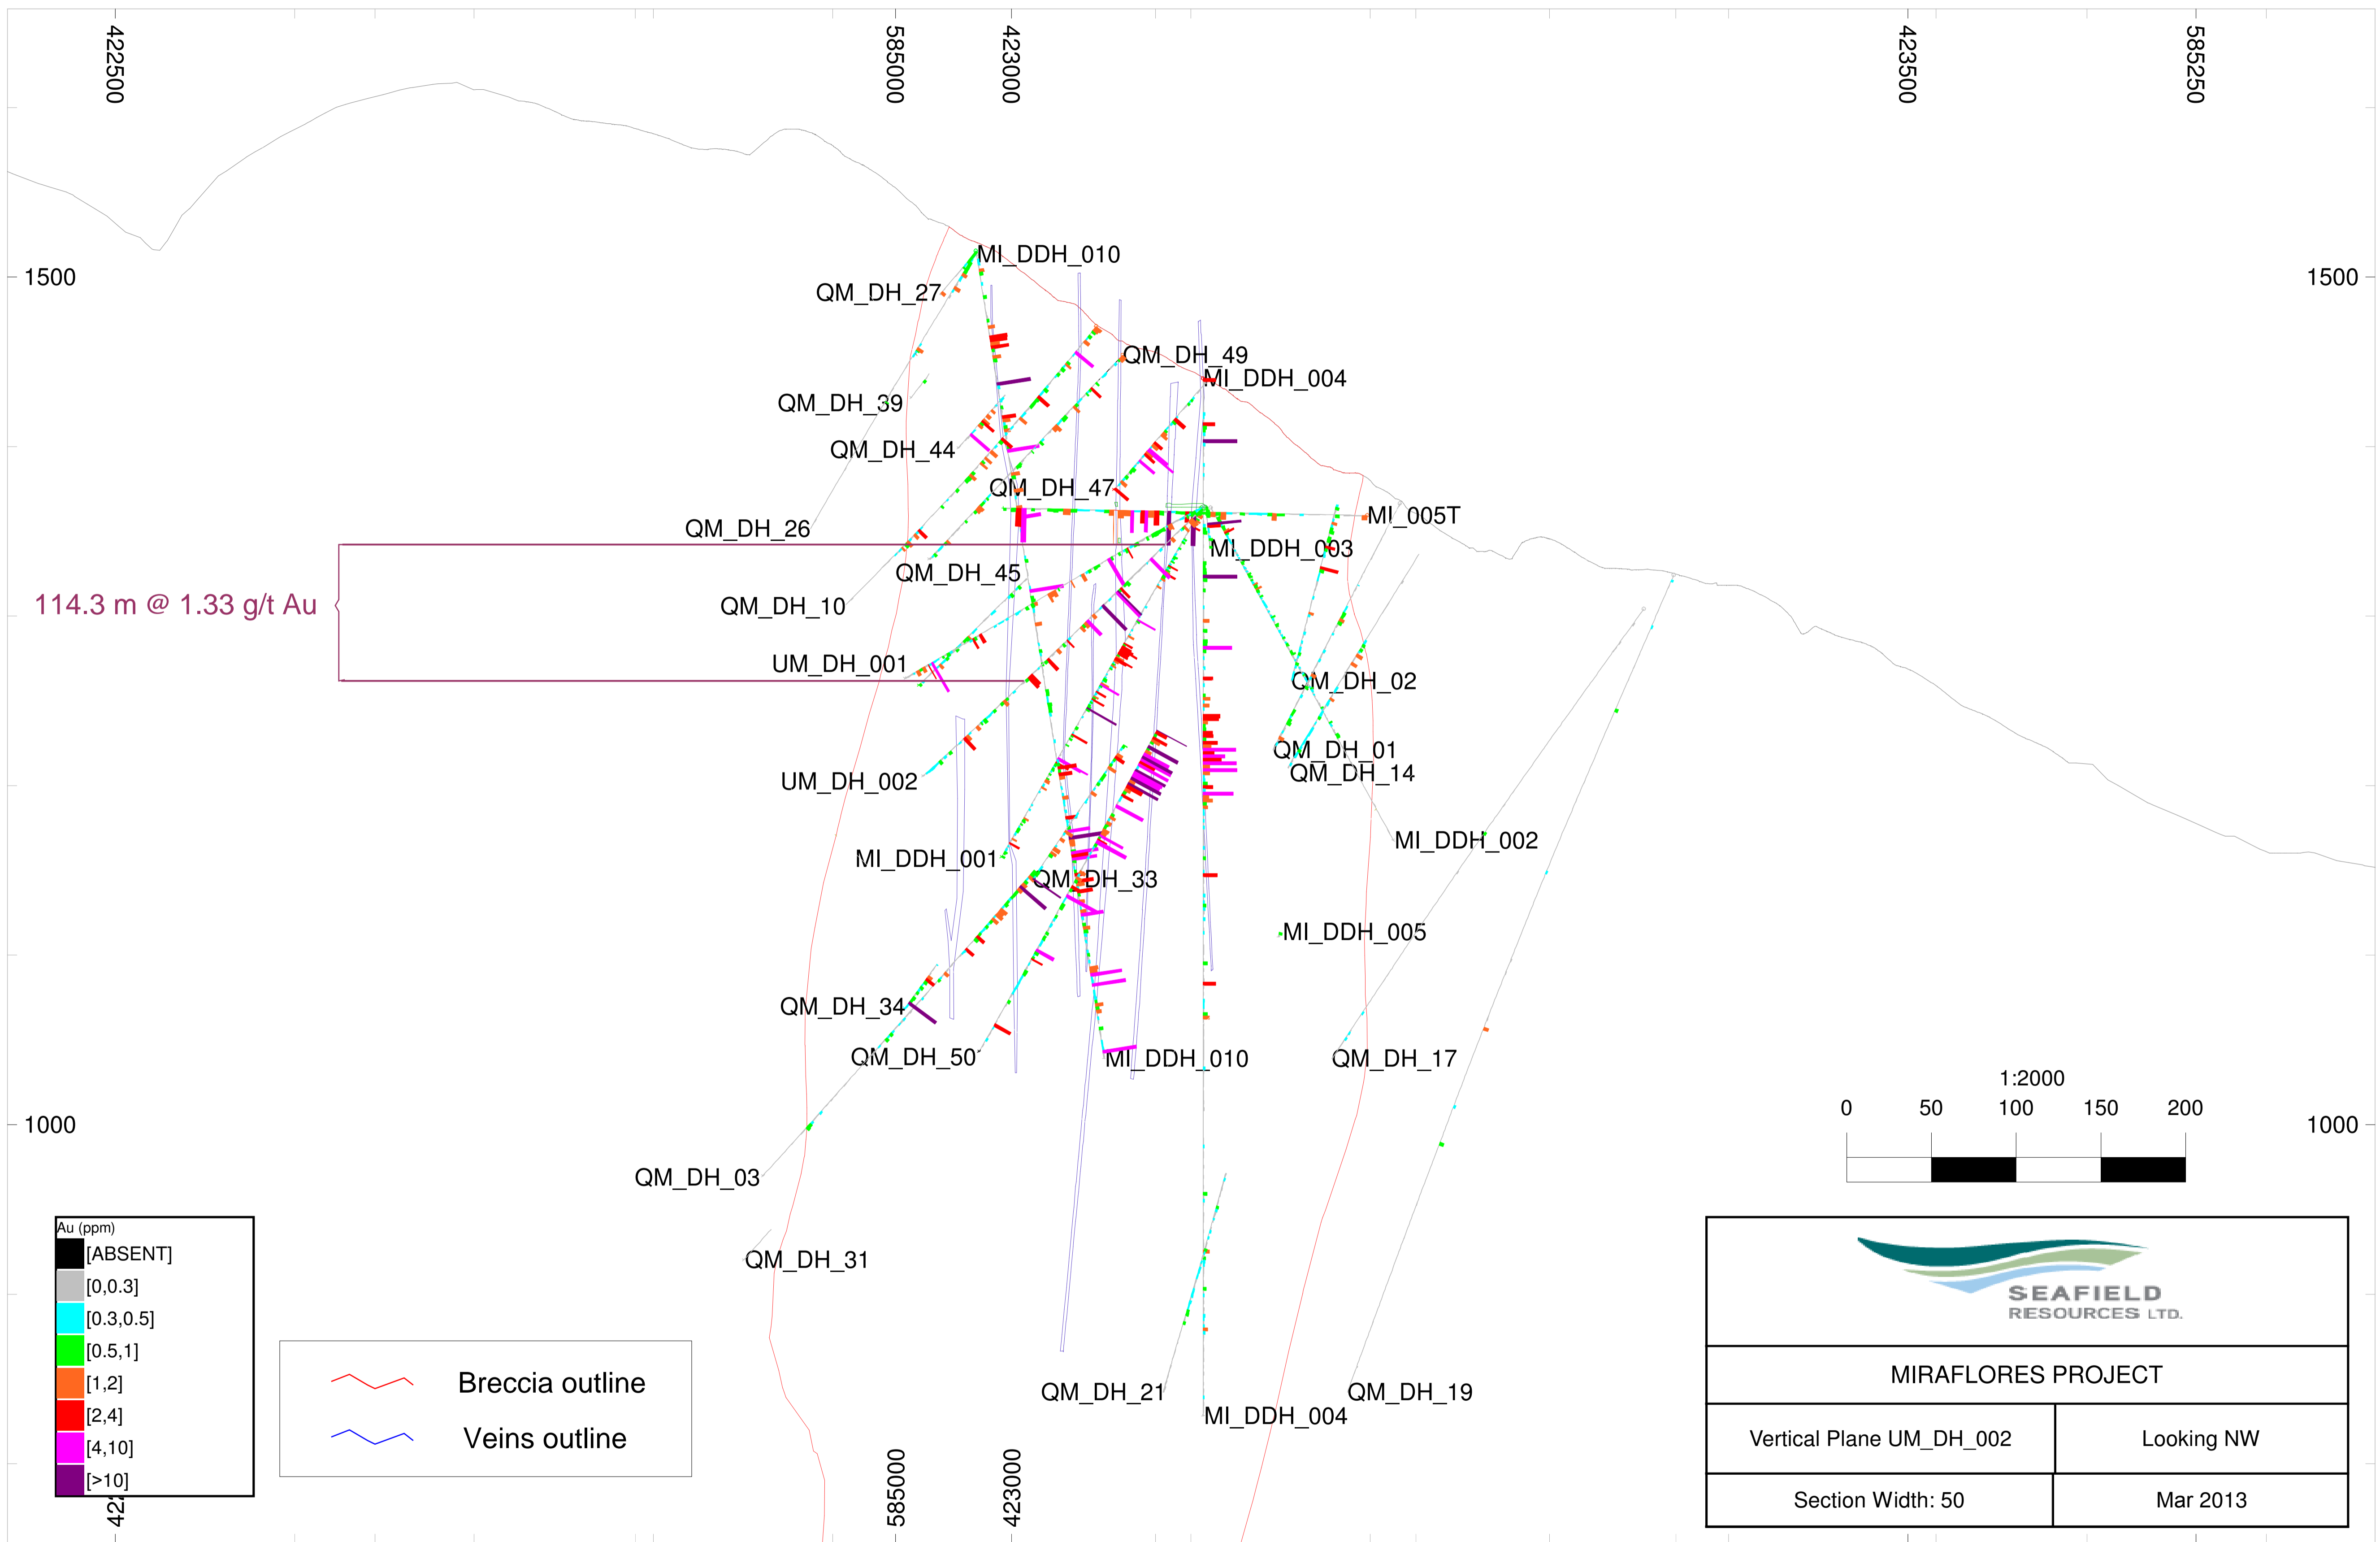 422500
585000
423000
423500
585250
1500
1500
MI_DDH_010
QM_DH_27
QM_DH_49
MI_DDH_004
QM_DH_39
QM_DH_44
QM_DH_47
MI_005T
QM_DH_26
MI_DDH_003
QM_DH_45
114.3 m @ 1.33 g/t Au
QM_DH_10
UM_DH_001
QM_DH_02
QM_DH_01
QM_DH_14
UM_DH_002
MI_DDH_002
MI_DDH_001
QM_DH_33
MI_DDH_005
QM_DH_34
QM_DH_50
MI_DDH_010
QM_DH_17
1:2000
0 50 100 150 200
1000
1000
QM_DH_03
QM_DH_31
QM_DH_21
QM_DH_19
MI_DDH_004
Au (ppm)
[ABSENT]
[0,0.3]
[0.3,0.5]
[0.5,1]
[1,2]
[2,4]
[4,10]
[>10]
Breccia outline
Veins outline
585000
423000
SEAFIELD
RESOURCES LTD.
MIRAFLORES PROJECT
Vertical Plane UM_DH_002
Looking NW
Section Width: 50
Mar 2013